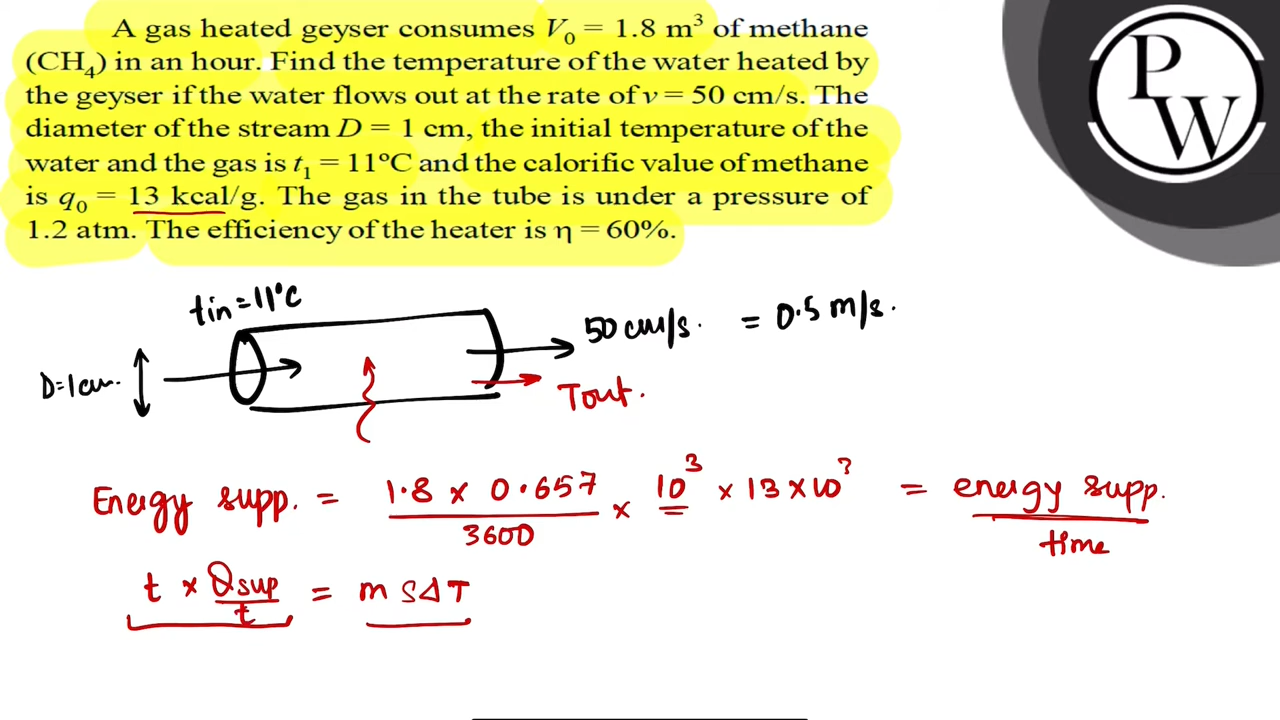 A gas heated geyser consumes V₀ = 1.8 m³ of methane
(CH₄) in an hour. Find the temperature of the water heated by
the geyser if the water flows out at the rate of v = 50 cm/s. The
diameter of the stream D = 1 cm, the initial temperature of the
water and the gas is t₁ = 11ºC and the calorific value of methane
is q₀ = 13 kcal/g. The gas in the tube is under a pressure of
1.2 atm. The efficiency of the heater is η = 60%.
P
W
tin = 11°C
50 cm/s. = 0.5 m/s.
D=1cm.
Tout.
Energy supp. = 1.8 × 0.657 / 3600 × 10³ × 13 × 10³ = energy supp. / time
t × Qsup / t = m S Δ T